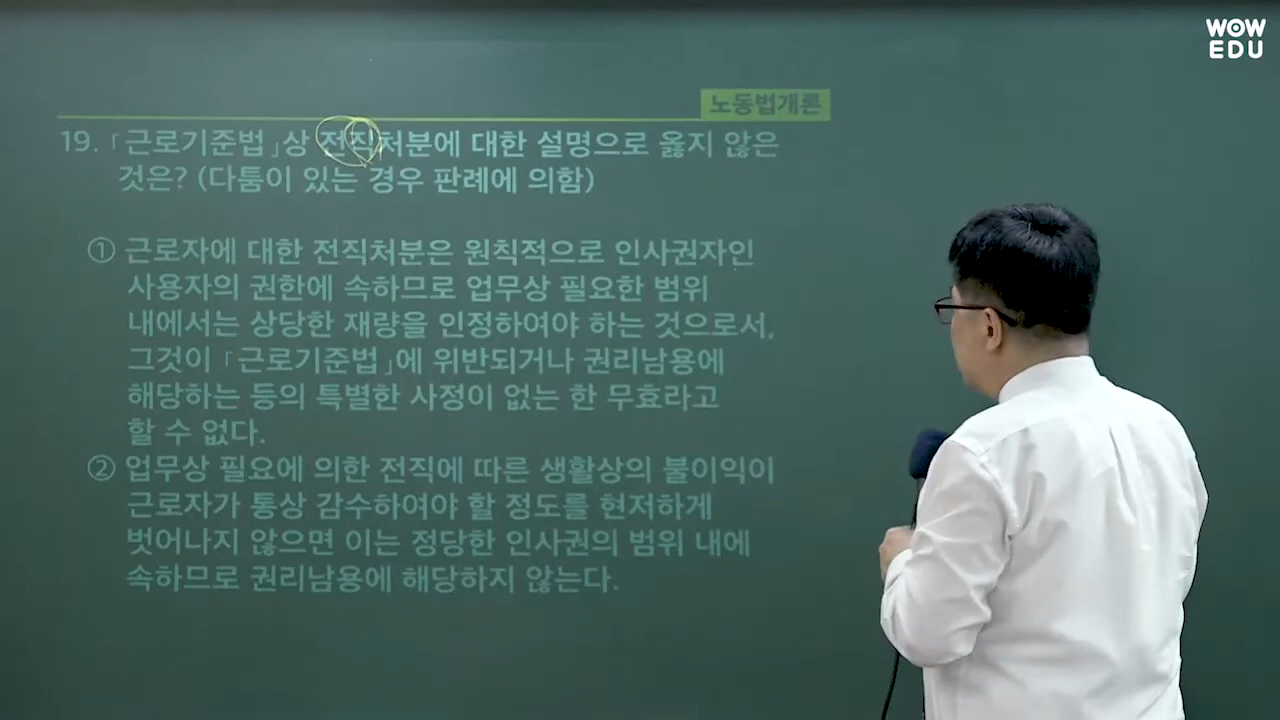 WOW
EDU
노동법개론
19. 「근로기준법」상 전직처분에 대한 설명으로 옳지 않은
것은? (다툼이 있는 경우 판례에 의함)
① 근로자에 대한 전직처분은 원칙적으로 인사권자인
사용자의 권한에 속하므로 업무상 필요한 범위
내에서는 상당한 재량을 인정하여야 하는 것으로서,
그것이 「근로기준법」에 위반되거나 권리남용에
해당하는 등의 특별한 사정이 없는 한 무효라고
할 수 없다.
② 업무상 필요에 의한 전직에 따른 생활상의 불이익이
근로자가 통상 감수하여야 할 정도를 현저하게
벗어나지 않으면 이는 정당한 인사권의 범위 내에
속하므로 권리남용에 해당하지 않는다.